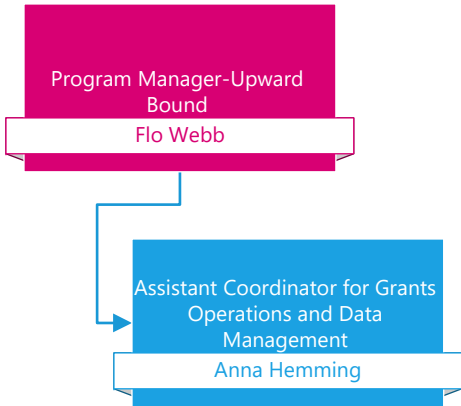 Program Manager-Upward
Bound
Flo Webb
Assistant Coordinator for Grants
Operations and Data
Management
Anna Hemming